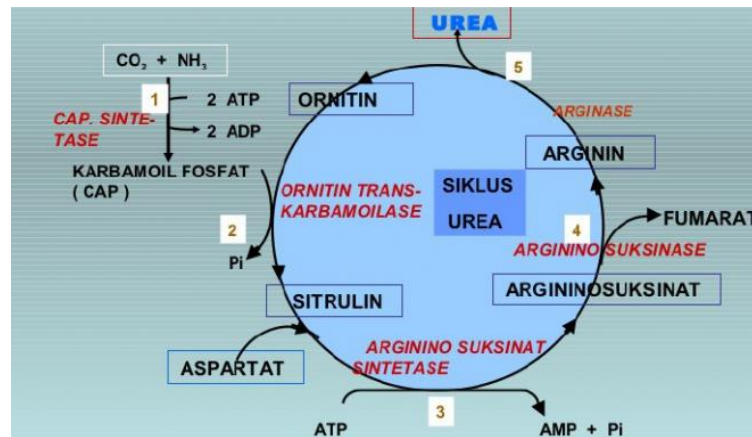 UREA
CO₂ + NH₃
5
1
2 ATP
ORNITIN
CAP. SINTE-
TASE
2 ADP
ARGINASE
ARGININ
KARBAMOIL FOSFAT
( CAP )
ORNITIN TRANS-
KARBAMOILASE
SIKLUS
UREA
2
4
FUMARAT
Pi
ARGININO SUKSINASE
SITRULIN
ARGININOSUKSINAT
ASPARTAT
ARGININO SUKSINAT
SINTETASE
3
ATP
AMP + Pi